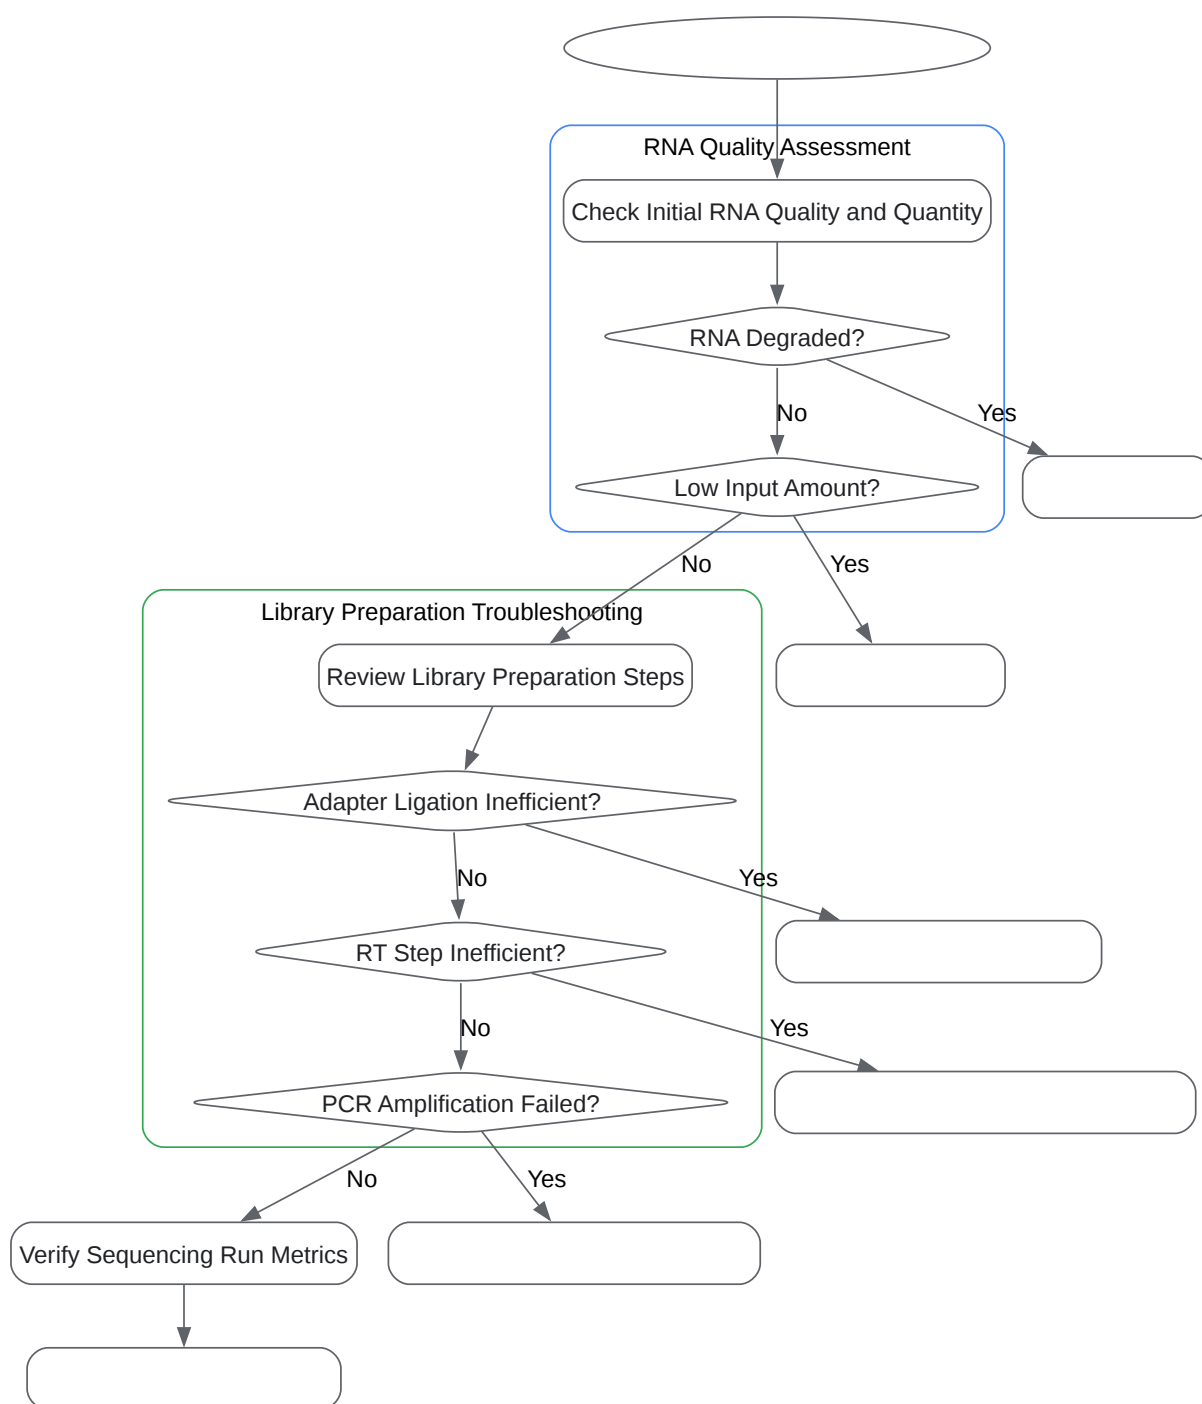 RNA Quality Assessment
Check Initial RNA Quality and Quantity
RNA Degraded?
No
Yes
Low Input Amount?
No
Yes
Library Preparation Troubleshooting
Review Library Preparation Steps
Adapter Ligation Inefficient?
No
Yes
RT Step Inefficient?
No
Yes
PCR Amplification Failed?
No
Yes
Verify Sequencing Run Metrics